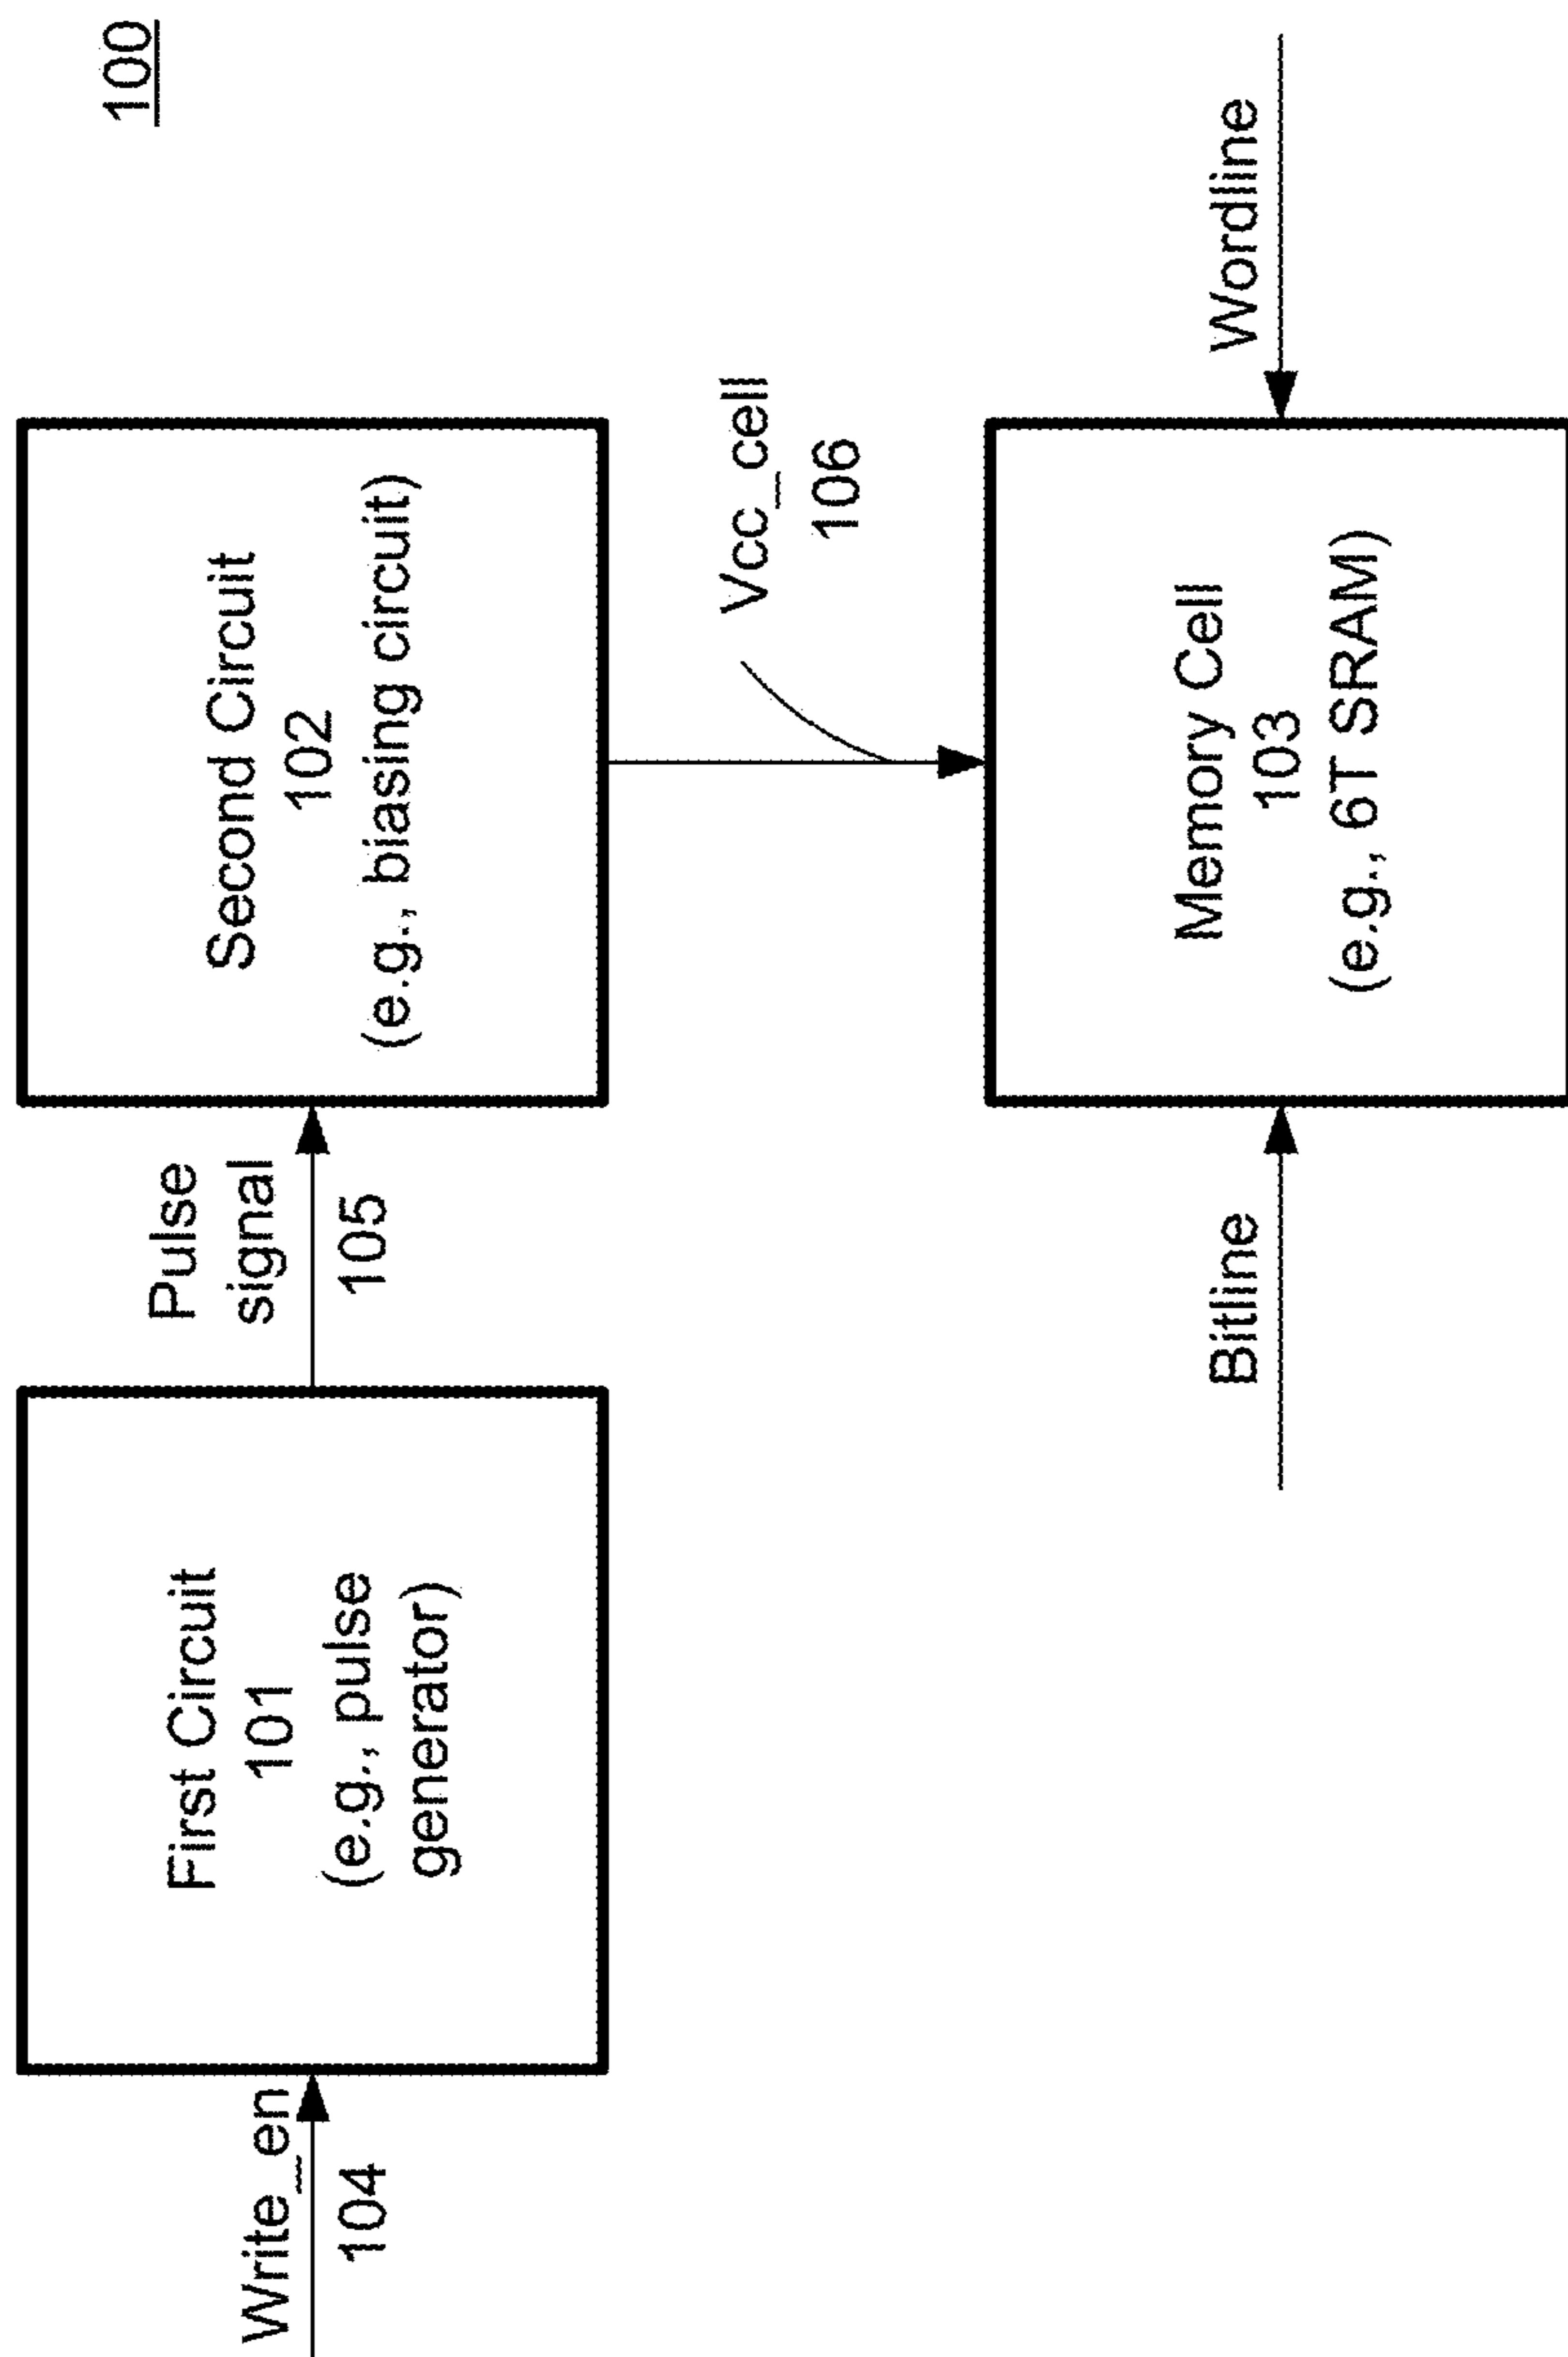 100
Write_en
104
First Circuit
101
(e.g., pulse
generator)
Pulse
signal
105
Second Circuit
102
(e.g., biasing circuit)
Vcc_cell
106
Bitline
Memory Cell
103
(e.g., 6T SRAM)
Wordline